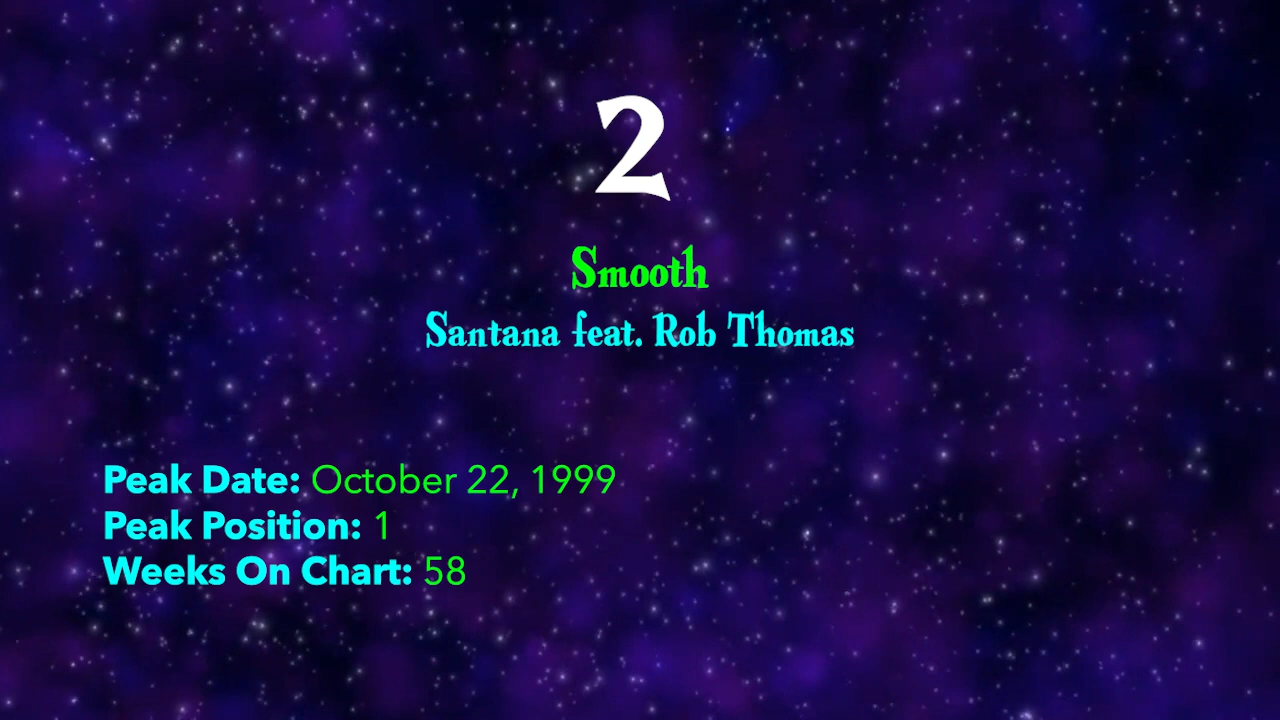 2
Smooth
Santana feat. Rob Thomas
Peak Date: October 22, 1999
Peak Position: 1
Weeks On Chart: 58